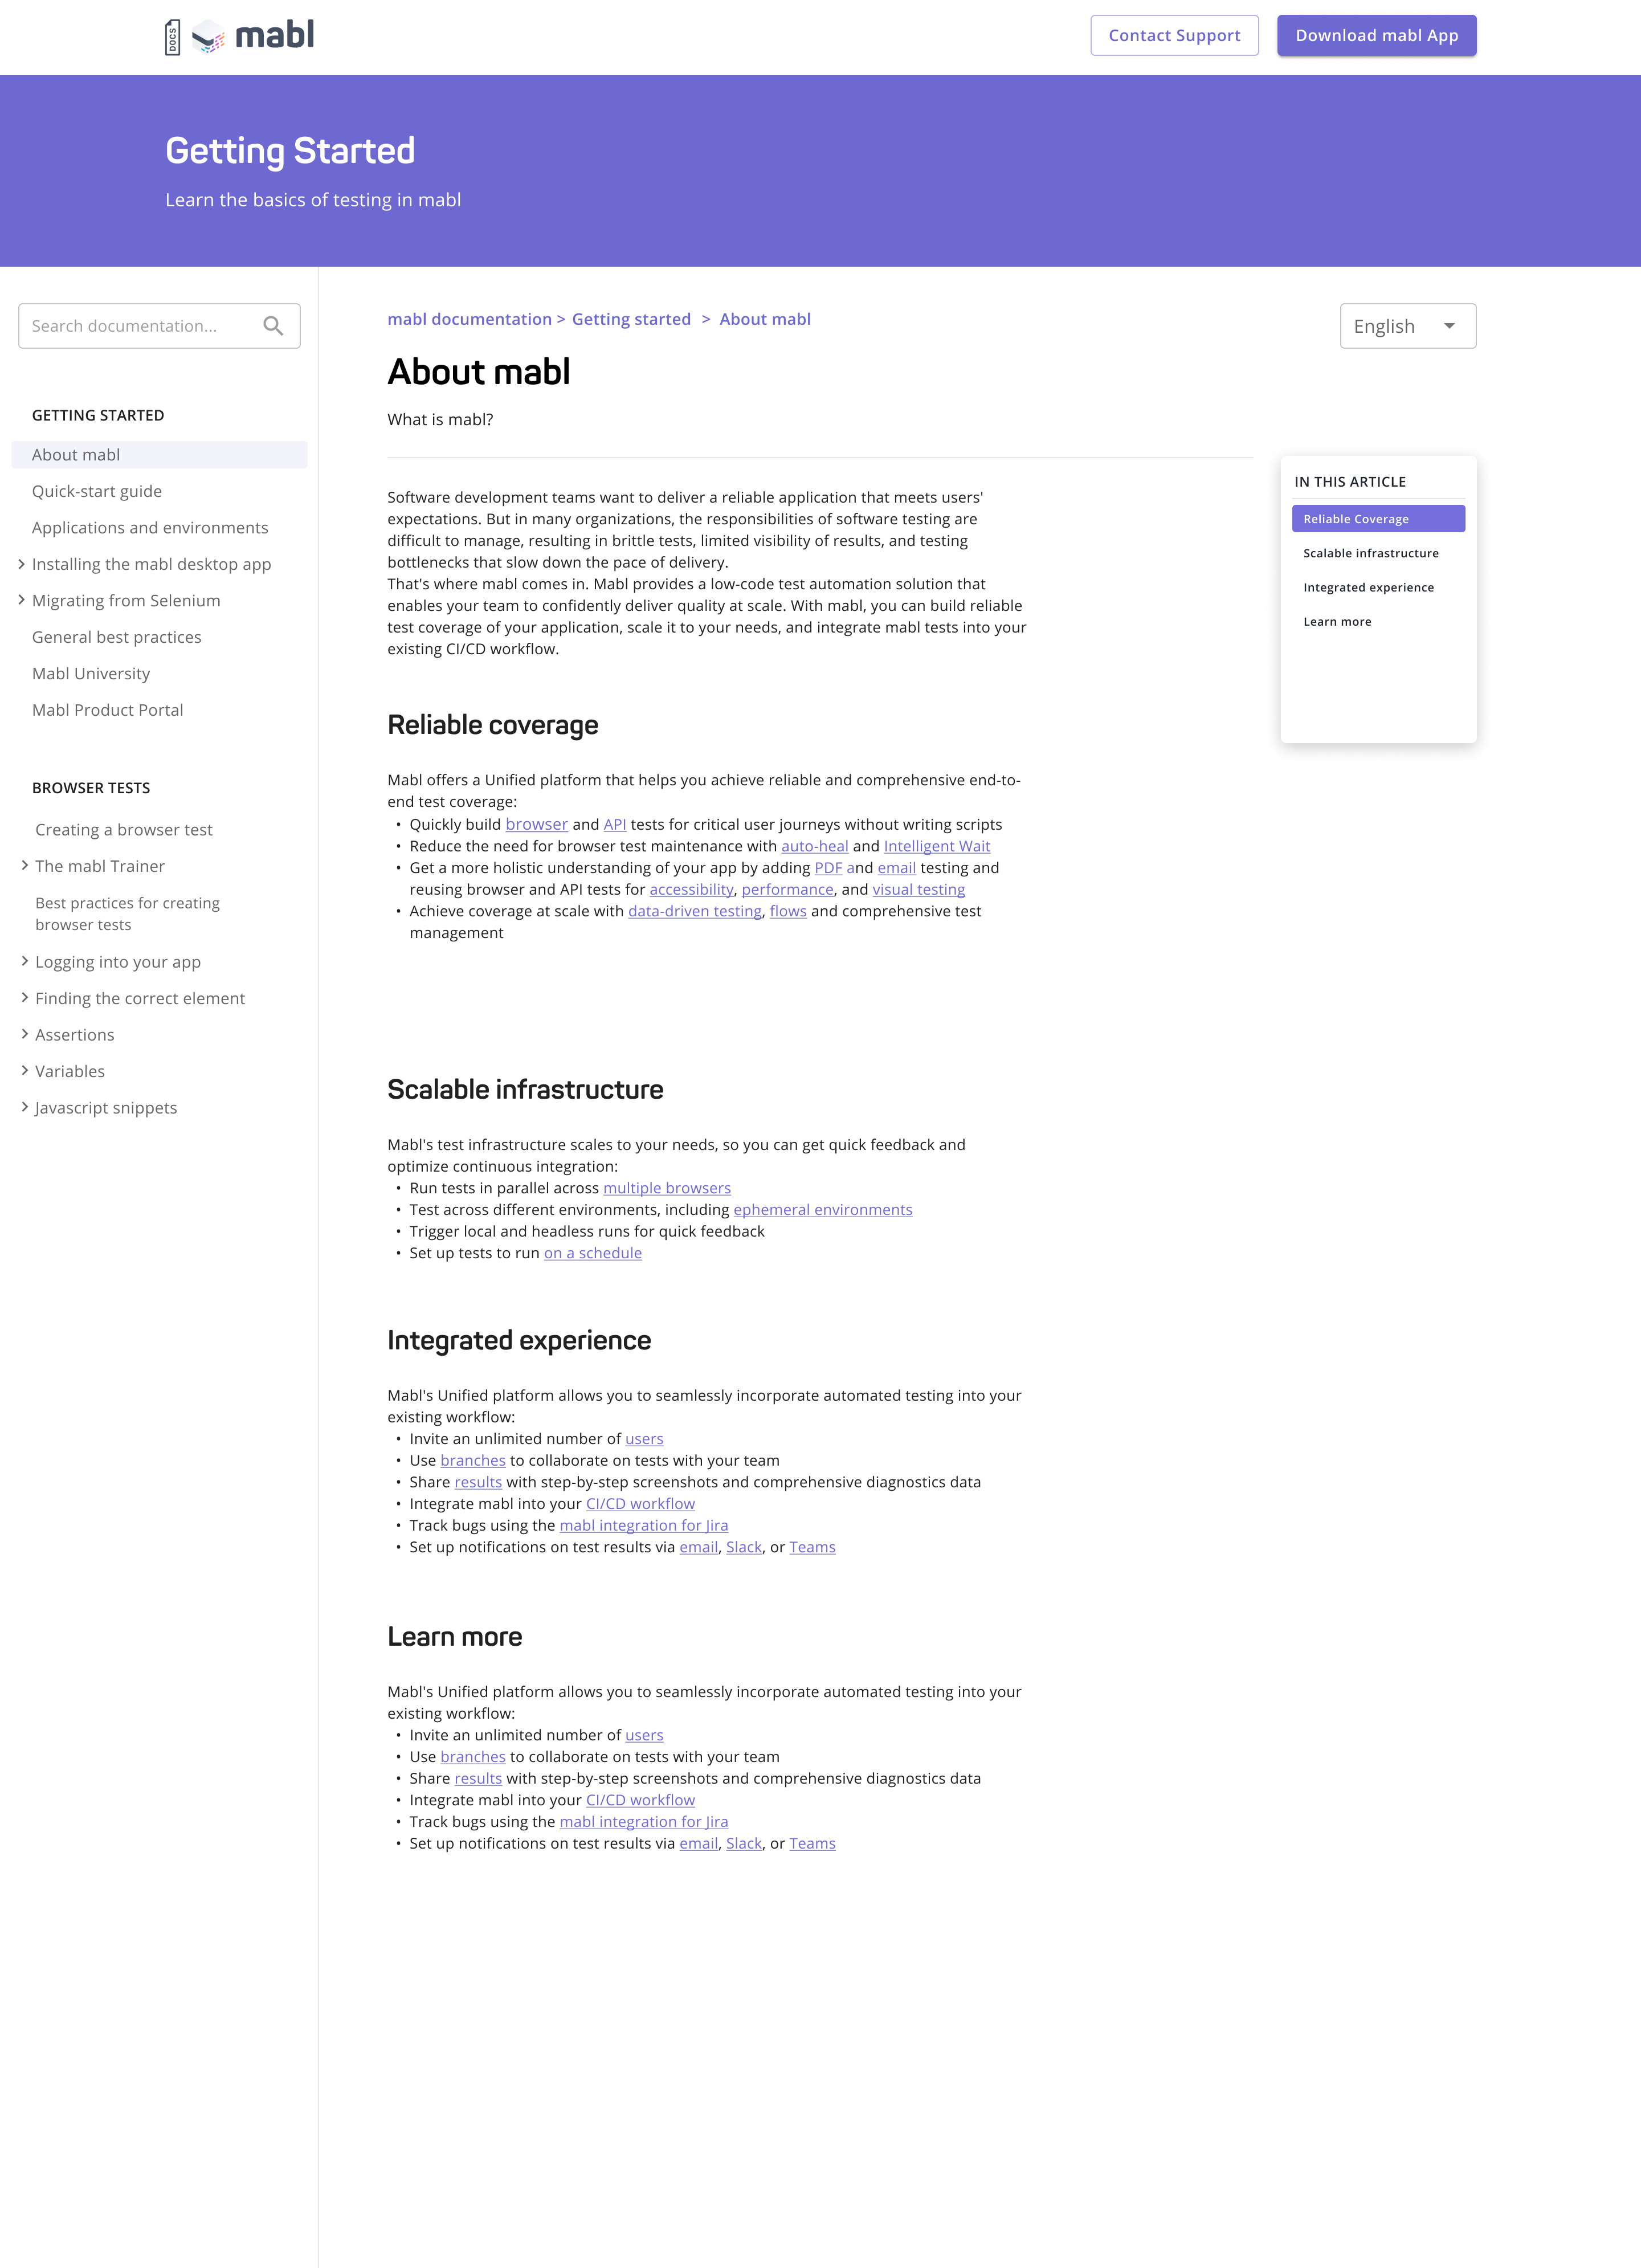 DOCS
mabl
Contact Support
Download mabl App
Getting Started
Learn the basics of testing in mabl
Search documentation...
GETTING STARTED
About mabl
Quick-start guide
Applications and environments
Installing the mabl desktop app
Migrating from Selenium
General best practices
Mabl University
Mabl Product Portal
BROWSER TESTS
Creating a browser test
The mabl Trainer
Best practices for creating
browser tests
Logging into your app
Finding the correct element
Assertions
Variables
Javascript snippets
mabl documentation > Getting started > About mabl
English
About mabl
What is mabl?
Software development teams want to deliver a reliable application that meets users'
expectations. But in many organizations, the responsibilities of software testing are
difficult to manage, resulting in brittle tests, limited visibility of results, and testing
bottlenecks that slow down the pace of delivery.
That's where mabl comes in. Mabl provides a low-code test automation solution that
enables your team to confidently deliver quality at scale. With mabl, you can build reliable
test coverage of your application, scale it to your needs, and integrate mabl tests into your
existing CI/CD workflow.
Reliable coverage
Mabl offers a Unified platform that helps you achieve reliable and comprehensive end-to-
end test coverage:
• Quickly build browser and API tests for critical user journeys without writing scripts
• Reduce the need for browser test maintenance with auto-heal and Intelligent Wait
• Get a more holistic understanding of your app by adding PDF and email testing and
reusing browser and API tests for accessibility, performance, and visual testing
• Achieve coverage at scale with data-driven testing, flows and comprehensive test
management
Scalable infrastructure
Mabl's test infrastructure scales to your needs, so you can get quick feedback and
optimize continuous integration:
• Run tests in parallel across multiple browsers
• Test across different environments, including ephemeral environments
• Trigger local and headless runs for quick feedback
• Set up tests to run on a schedule
Integrated experience
Mabl's Unified platform allows you to seamlessly incorporate automated testing into your
existing workflow:
• Invite an unlimited number of users
• Use branches to collaborate on tests with your team
• Share results with step-by-step screenshots and comprehensive diagnostics data
• Integrate mabl into your CI/CD workflow
• Track bugs using the mabl integration for Jira
• Set up notifications on test results via email, Slack, or Teams
Learn more
Mabl's Unified platform allows you to seamlessly incorporate automated testing into your
existing workflow:
• Invite an unlimited number of users
• Use branches to collaborate on tests with your team
• Share results with step-by-step screenshots and comprehensive diagnostics data
• Integrate mabl into your CI/CD workflow
• Track bugs using the mabl integration for Jira
• Set up notifications on test results via email, Slack, or Teams
IN THIS ARTICLE
Reliable Coverage
Scalable infrastructure
Integrated experience
Learn more